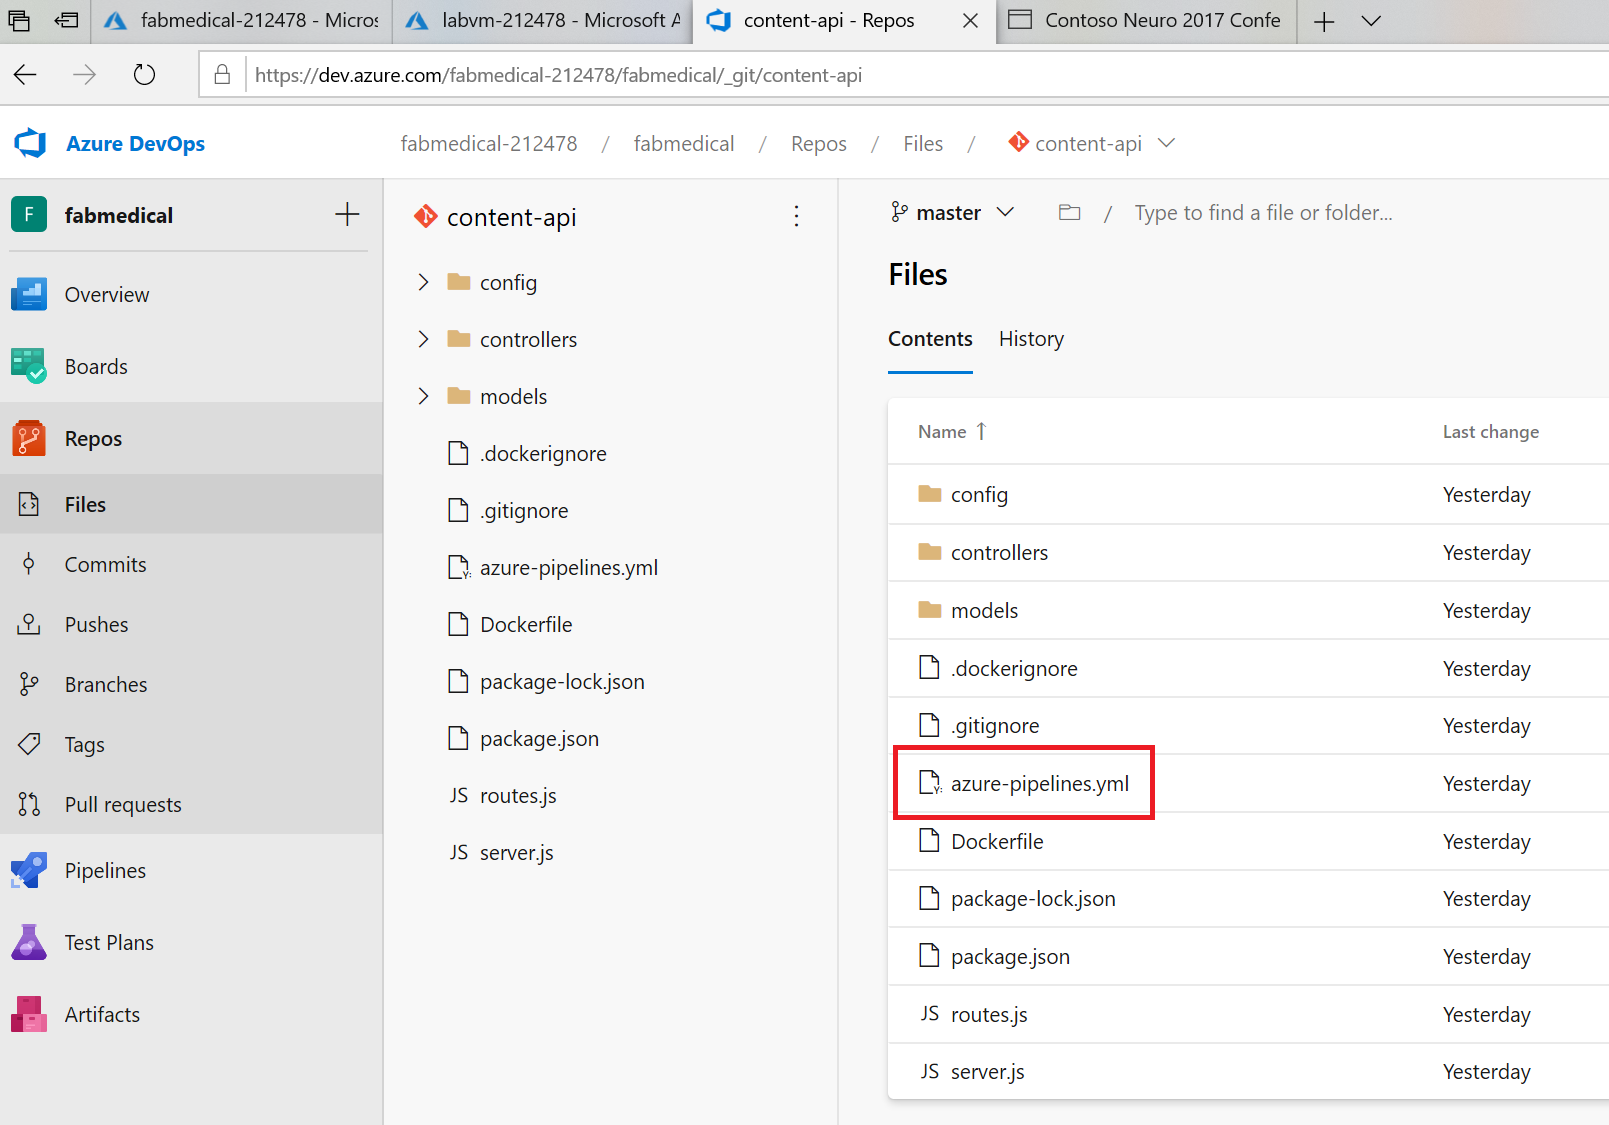 fabmedical-212478 - Micros
labvm-212478 - Microsoft A
content-api - Repos
Contoso Neuro 2017 Confe
https://dev.azure.com/fabmedical-212478/fabmedical/_git/content-api
Azure DevOps
fabmedical-212478 / fabmedical / Repos / Files / content-api
F fabmedical
Overview
Boards
Repos
Files
Commits
Pushes
Branches
Tags
Pull requests
Pipelines
Test Plans
Artifacts
content-api
config
controllers
models
.dockerignore
.gitignore
Y: azure-pipelines.yml
Dockerfile
package-lock.json
package.json
JS routes.js
JS server.js
master / Type to find a file or folder...
Files
Contents History
Name ↑ Last change
config Yesterday
controllers Yesterday
models Yesterday
.dockerignore Yesterday
.gitignore Yesterday
Y: azure-pipelines.yml Yesterday
Dockerfile Yesterday
package-lock.json Yesterday
package.json Yesterday
JS routes.js Yesterday
JS server.js Yesterday